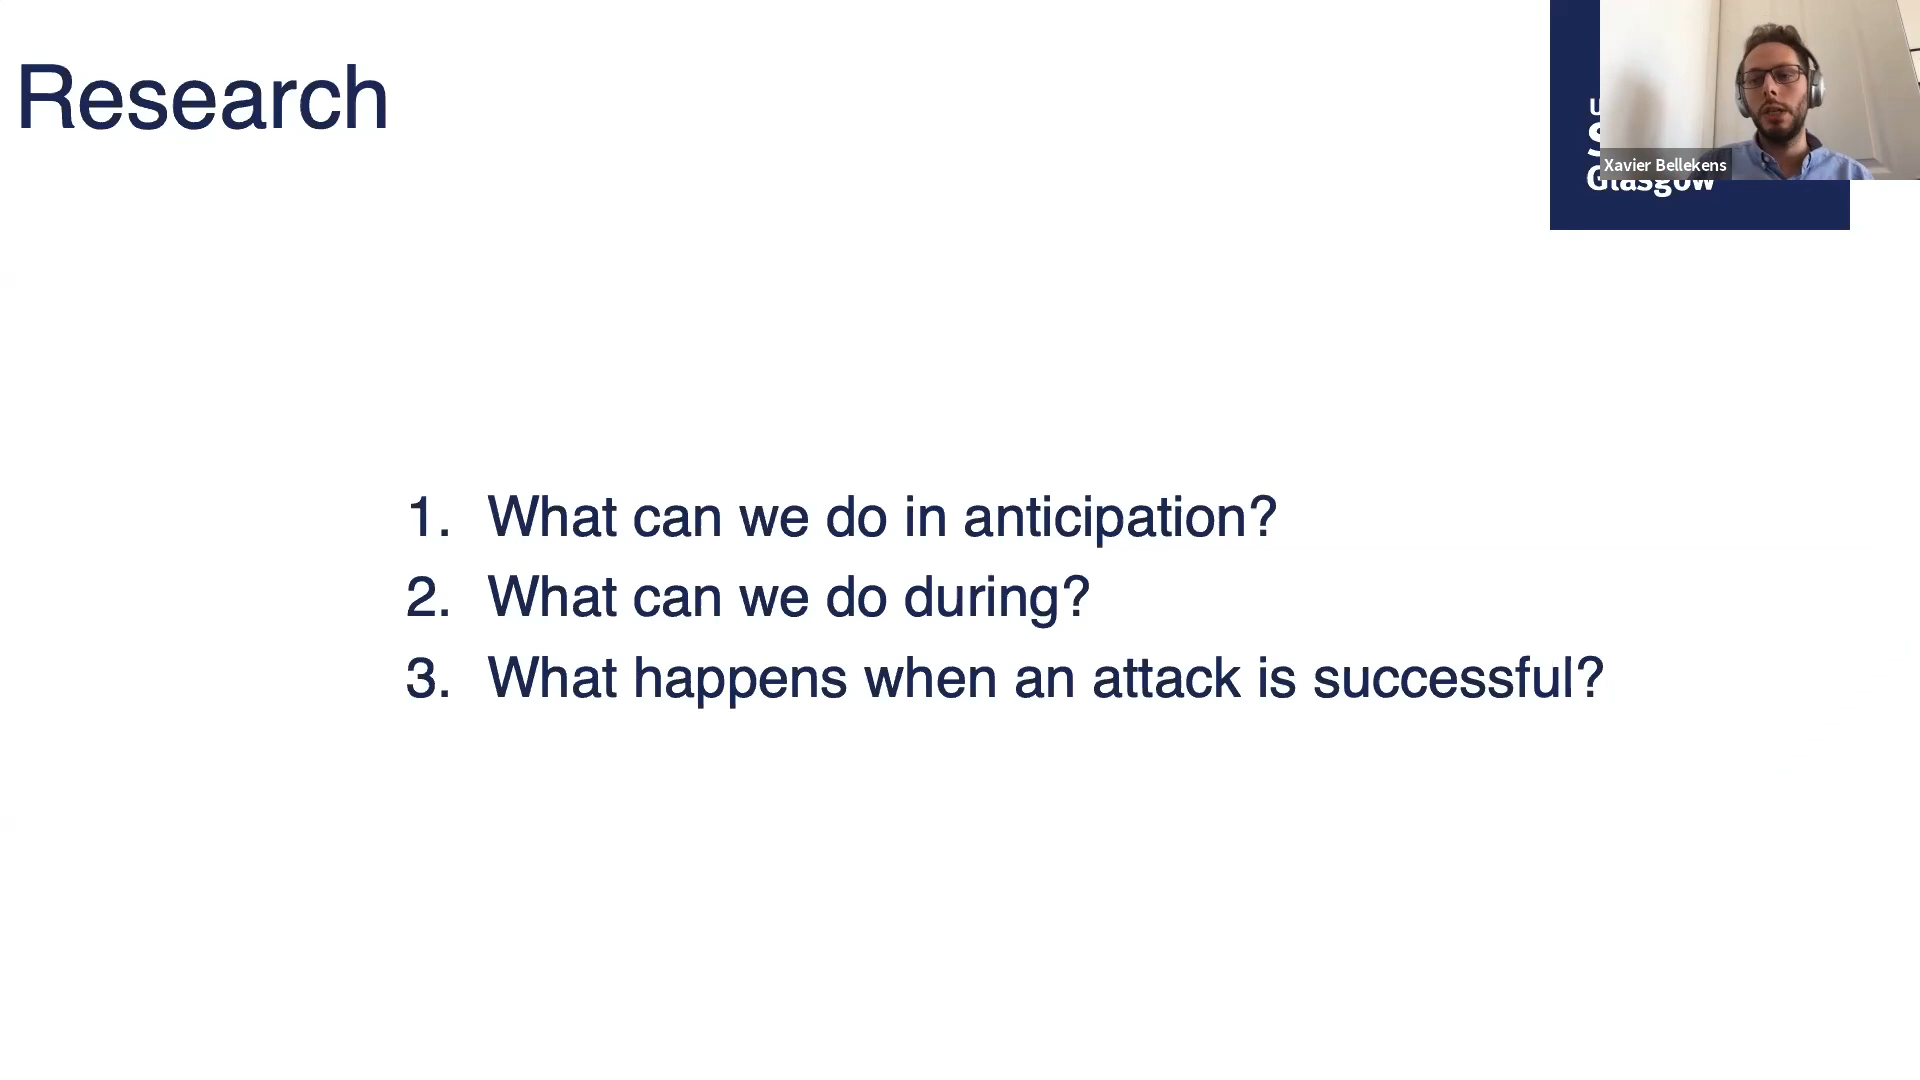 Research
Xavier Bellekens
Glasgow
1. What can we do in anticipation?
2. What can we do during?
3. What happens when an attack is successful?